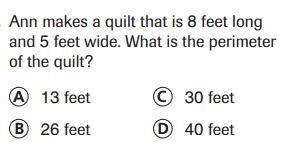 Ann makes a quilt that is 8 feet long
and 5 feet wide. What is the perimeter
of the quilt?
A 13 feet
B 26 feet
C 30 feet
D 40 feet